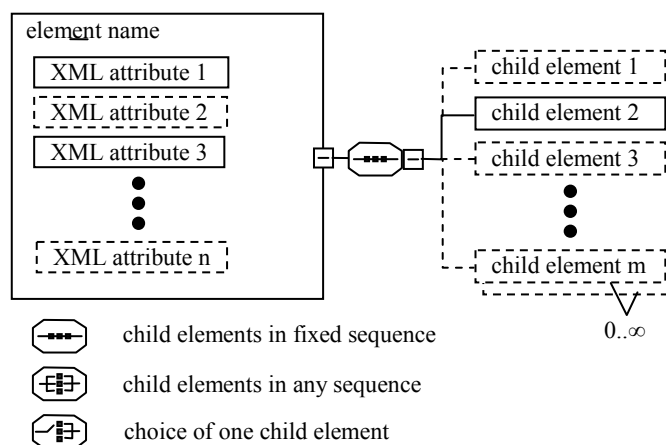 element name
XML attribute 1
XML attribute 2
XML attribute 3
XML attribute n
child element 1
child element 2
child element 3
child element m
0..∞
child elements in fixed sequence
child elements in any sequence
choice of one child element